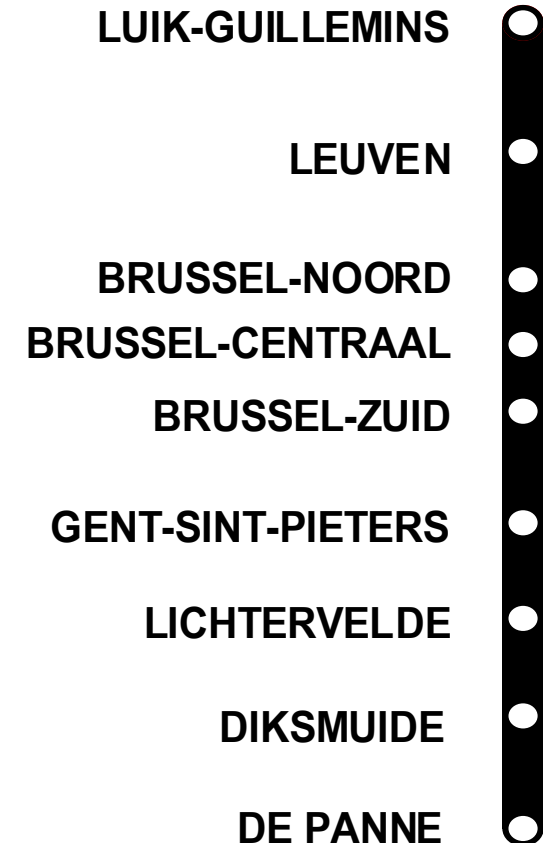 LUIK-GUILLEMINS
LEUVEN
BRUSSEL-NOORD
BRUSSEL-CENTRAAL
BRUSSEL-ZUID
GENT-SINT-PIETERS
LICHTERVELDE
DIKSMUIDE
DE PANNE